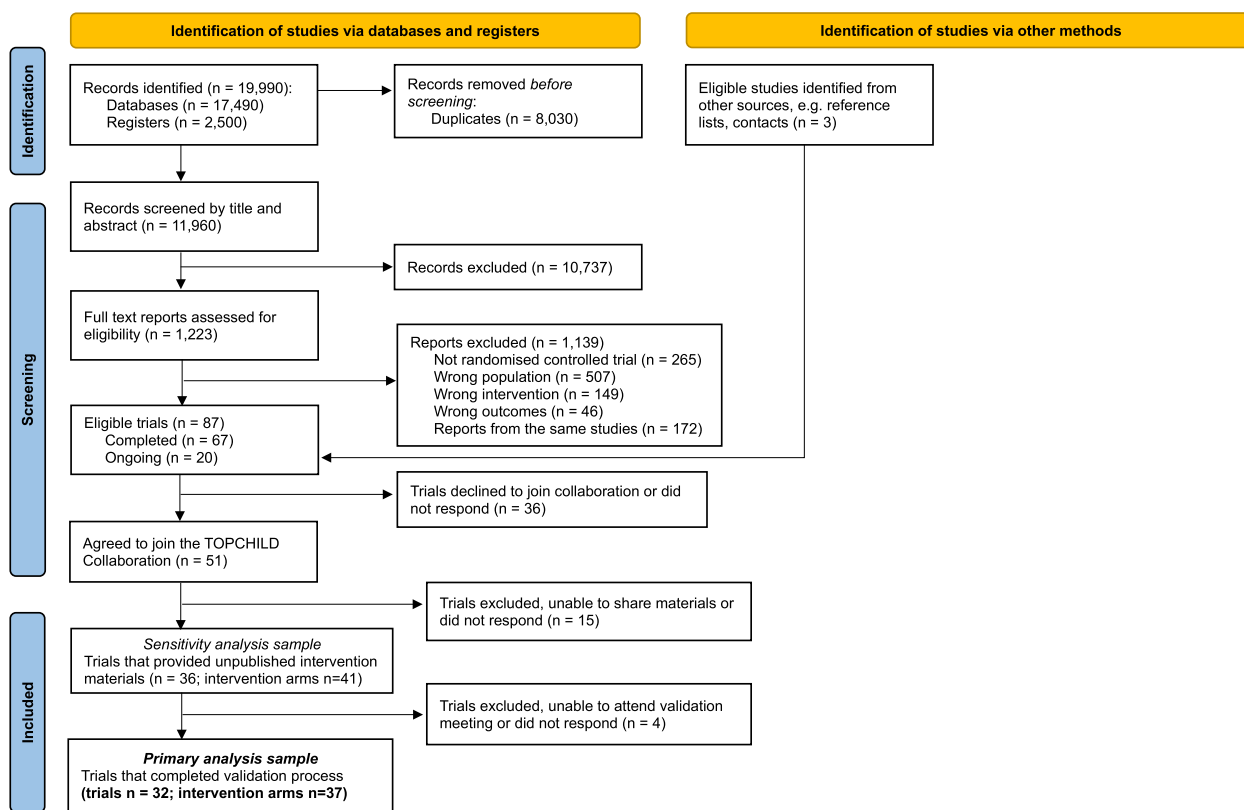 Identification of studies via databases and registers
Identification of studies via other methods
Identification
Records identified (n = 19,990):
Databases (n = 17,490)
Registers (n = 2,500)
Records removed before
screening:
Duplicates (n = 8,030)
Eligible studies identified from
other sources, e.g. reference
lists, contacts (n = 3)
Screening
Records screened by title and
abstract (n = 11,960)
Records excluded (n = 10,737)
Full text reports assessed for
eligibility (n = 1,223)
Reports excluded (n = 1,139)
Not randomised controlled trial (n = 265)
Wrong population (n = 507)
Wrong intervention (n = 149)
Wrong outcomes (n = 46)
Reports from the same studies (n = 172)
Eligible trials (n = 87)
Completed (n = 67)
Ongoing (n = 20)
Trials declined to join collaboration or did
not respond (n = 36)
Agreed to join the TOPCHILD
Collaboration (n = 51)
Trials excluded, unable to share materials or
did not respond (n = 15)
Included
Sensitivity analysis sample
Trials that provided unpublished intervention
materials (n = 36; intervention arms n=41)
Trials excluded, unable to attend validation
meeting or did not respond (n = 4)
Primary analysis sample
Trials that completed validation process
(trials n = 32; intervention arms n=37)